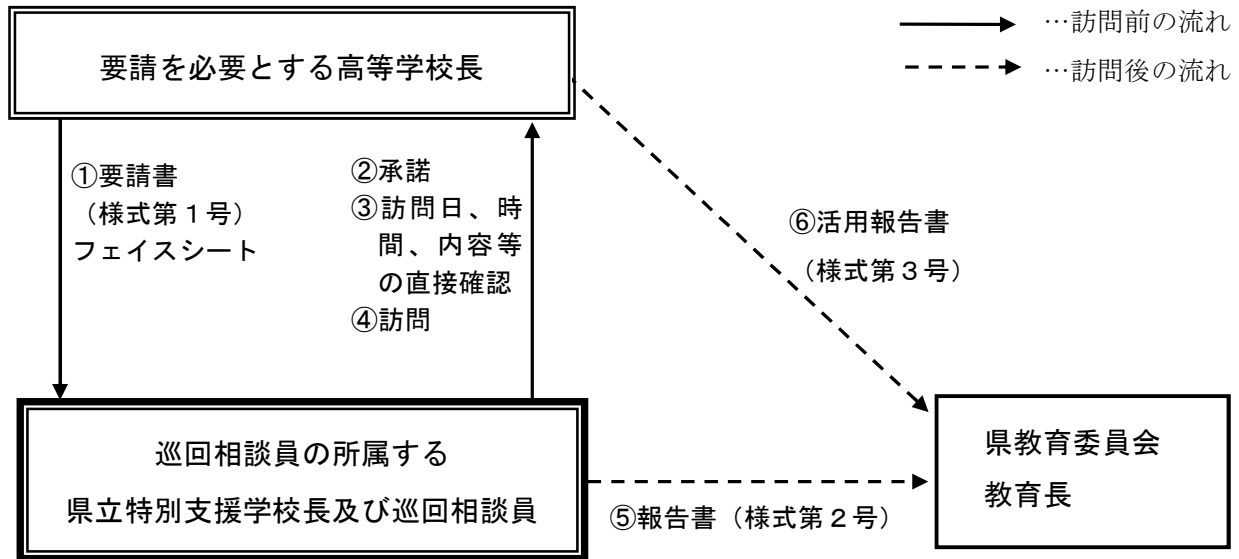 要請を必要とする高等学校長
…訪問前の流れ
…訪問後の流れ
①要請書
（様式第１号）
フェイスシート
②承諾
③訪問日、時
間、内容等
の直接確認
④訪問
⑥活用報告書
（様式第３号）
巡回相談員の所属する
県立特別支援学校長及び巡回相談員
⑤報告書（様式第２号）
県教育委員会
教育長